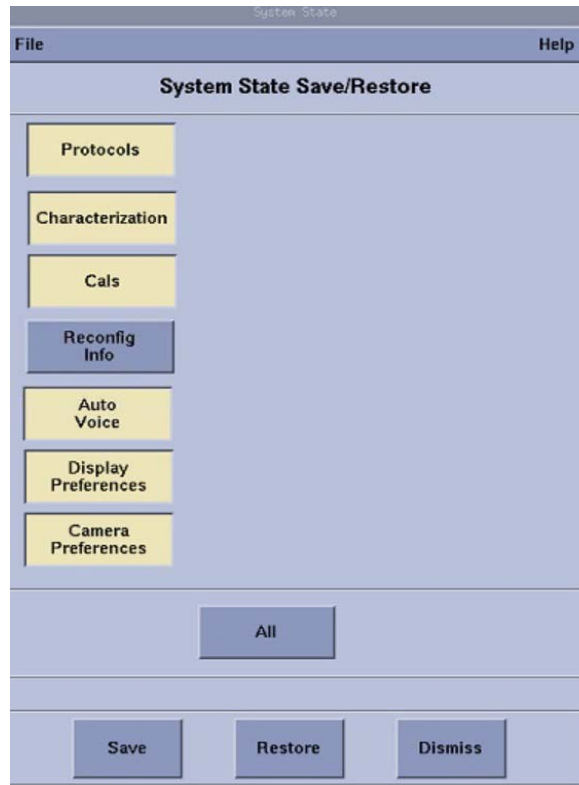 System State
File Help
System State Save/Restore
Protocols
Characterization
Cals
Reconfig
Info
Auto
Voice
Display
Preferences
Camera
Preferences
All
Save Restore Dismiss